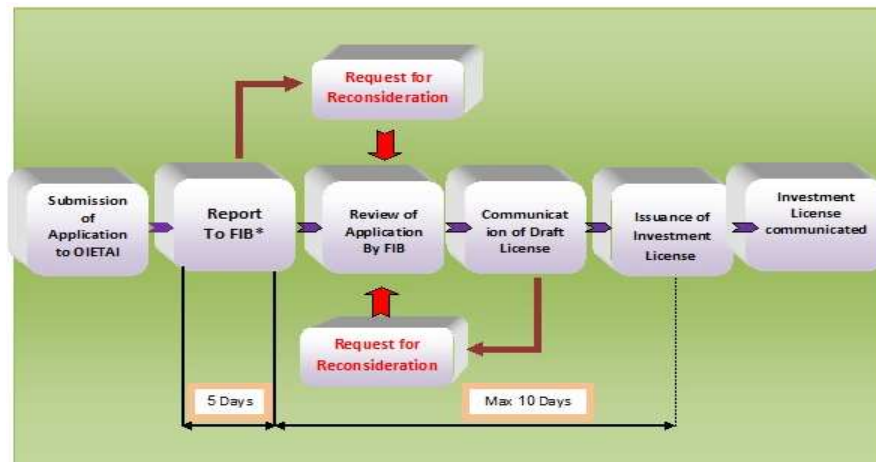 Request for
Reconsideration
Submission
of
Application
to OIETAI
Report
To FIB*
Review of
Application
By FIB
Communicat
ion of Draft
License
Issuance of
Investment
License
Investment
License
communicated
Request for
Reconsideration
5 Days
Max 10 Days